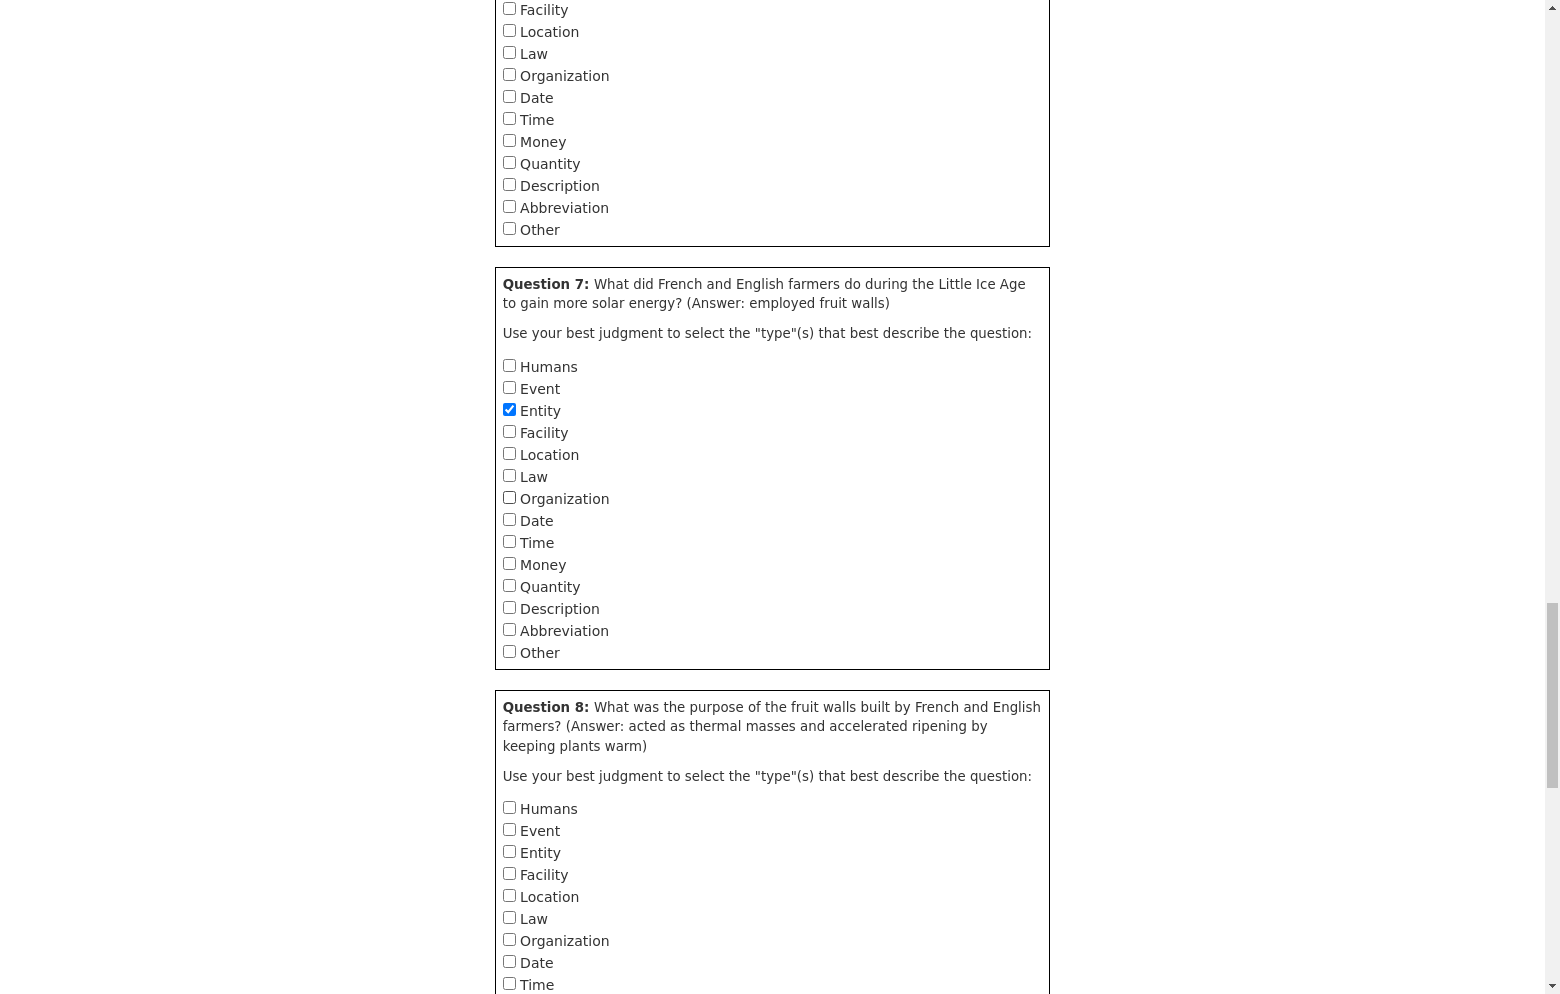 Facility
Location
Law
Organization
Date
Time
Money
Quantity
Description
Abbreviation
Other
Question 7: What did French and English farmers do during the Little Ice Age
to gain more solar energy? (Answer: employed fruit walls)
Use your best judgment to select the "type"(s) that best describe the question:
Humans
Event
Entity
Facility
Location
Law
Organization
Date
Time
Money
Quantity
Description
Abbreviation
Other
Question 8: What was the purpose of the fruit walls built by French and English
farmers? (Answer: acted as thermal masses and accelerated ripening by
keeping plants warm)
Use your best judgment to select the "type"(s) that best describe the question:
Humans
Event
Entity
Facility
Location
Law
Organization
Date
Time